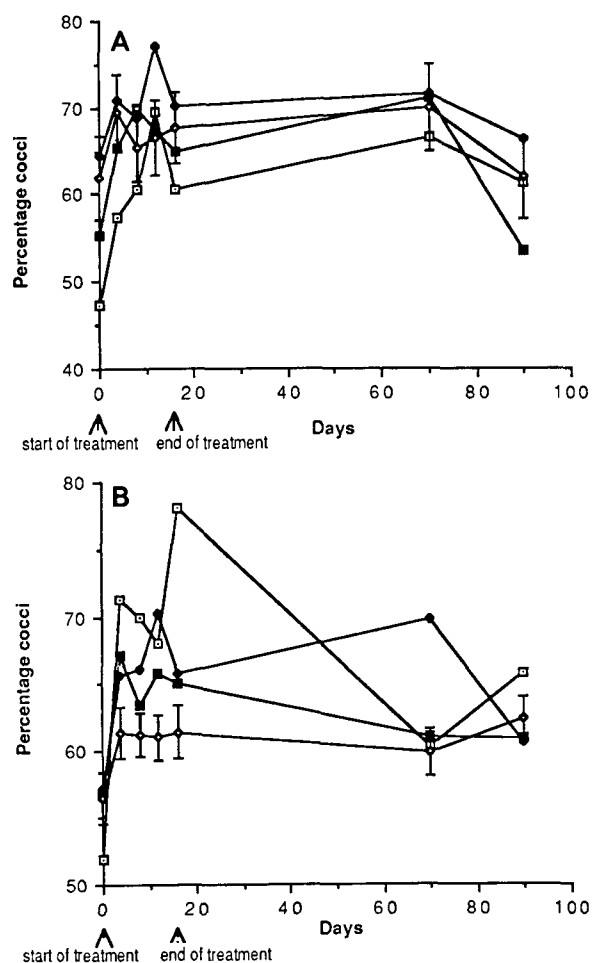 80
A
70
60
50
40
Percentage cocci
0 20 40 60 80 100
Days
start of treatment end of treatment
80
B
70
60
50
Percentage cocci
0 20 40 60 80 100
Days
start of treatment end of treatment